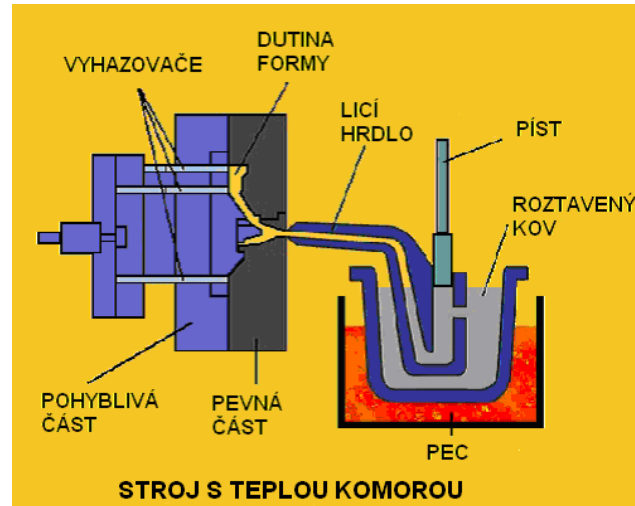 VYHAZOVAČE
DUTINA
FORMY
LICÍ
HRDLO
PÍST
ROZTAVENÝ
KOV
POHYBLIVÁ
ČÁST
PEVNÁ
ČÁST
PEC
STROJ S TEPLOU KOMOROU